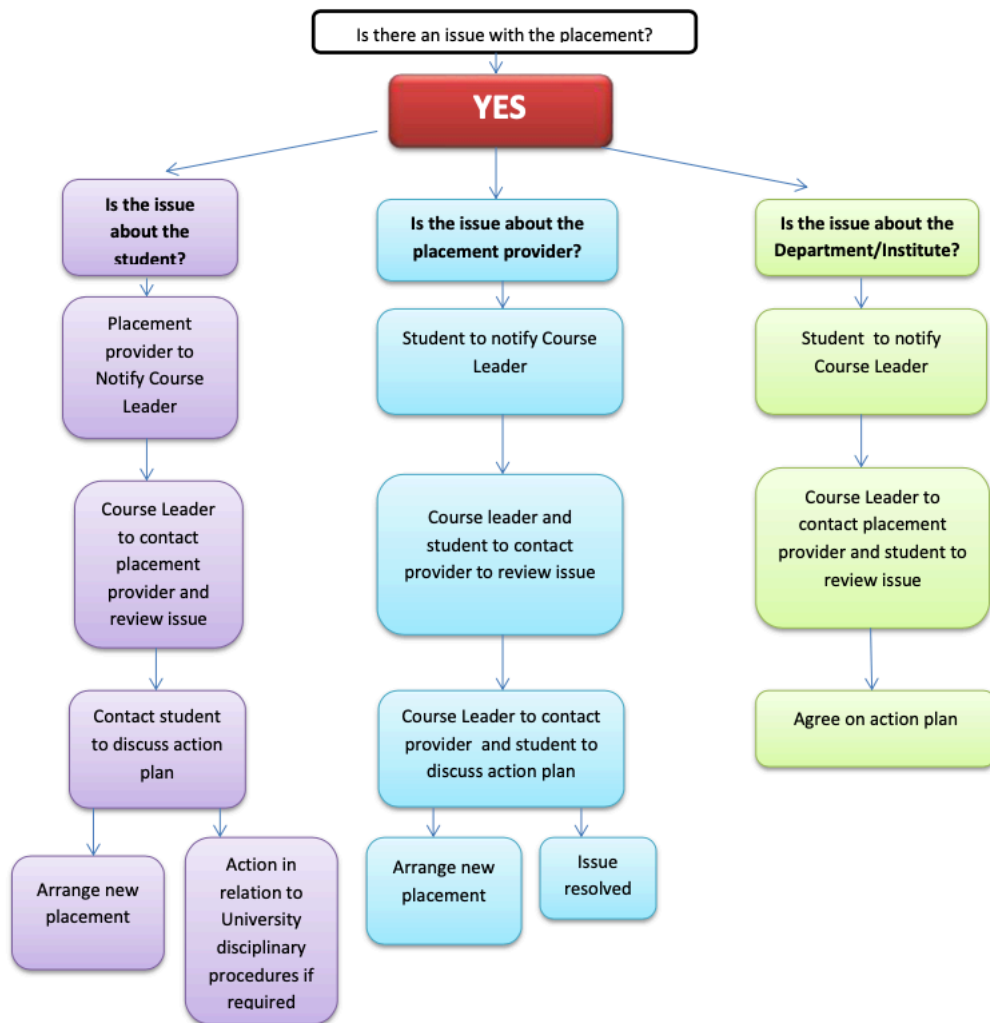 Is there an issue with the placement?
YES
Is the issue
about the
student?
Placement
provider to
Notify Course
Leader
Course Leader
to contact
placement
provider and
review issue
Contact student
to discuss action
plan
Arrange new
placement
Action in
relation to
University
disciplinary
procedures if
required
Is the issue about the
placement provider?
Student to notify Course
Leader
Course leader and
student to contact
provider to review issue
Course Leader to contact
provider and student to
discuss action plan
Arrange new
placement
Issue
resolved
Is the issue about the
Department/Institute?
Student to notify
Course Leader
Course Leader to
contact placement
provider and student to
review issue
Agree on action plan